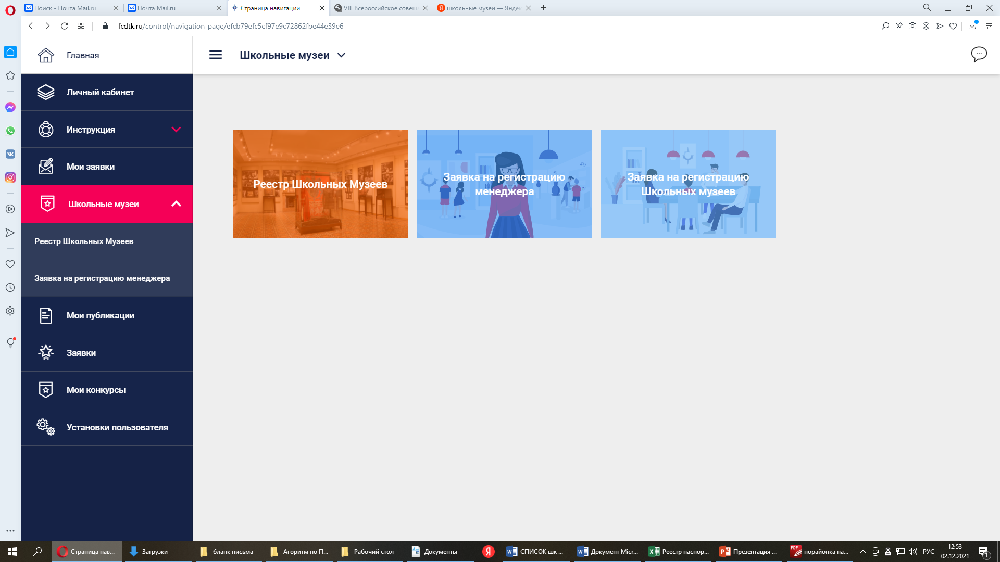 Поиск - Почта Mail.ru
Почта Mail.ru
Страница навигации
VIII Всероссийское совещ
школьные музеи — Яндек
fcdtk.ru/control/navigation-page/efcb79efc5cf97e9c72862fbe44e39e6
Главная
Школьные музеи
Личный кабинет
Инструкция
Мои заявки
Школьные музеи
Реестр Школьных Музеев
Заявка на регистрацию менеджера
Мои публикации
Заявки
Мои конкурсы
Установки пользователя
Реестр Школьных Музеев
Заявка на регистрацию
менеджера
Заявка на регистрацию
Школьных музеев
Страница нав...
Загрузки
бланк письма
Агоритм по П...
Рабочий стол
Документы
Я
СПИСОК шк ...
Документ Micr...
Реестр паспор...
Презентация ...
PDF
порайонка па...
РУС
12:53
02.12.2021
1